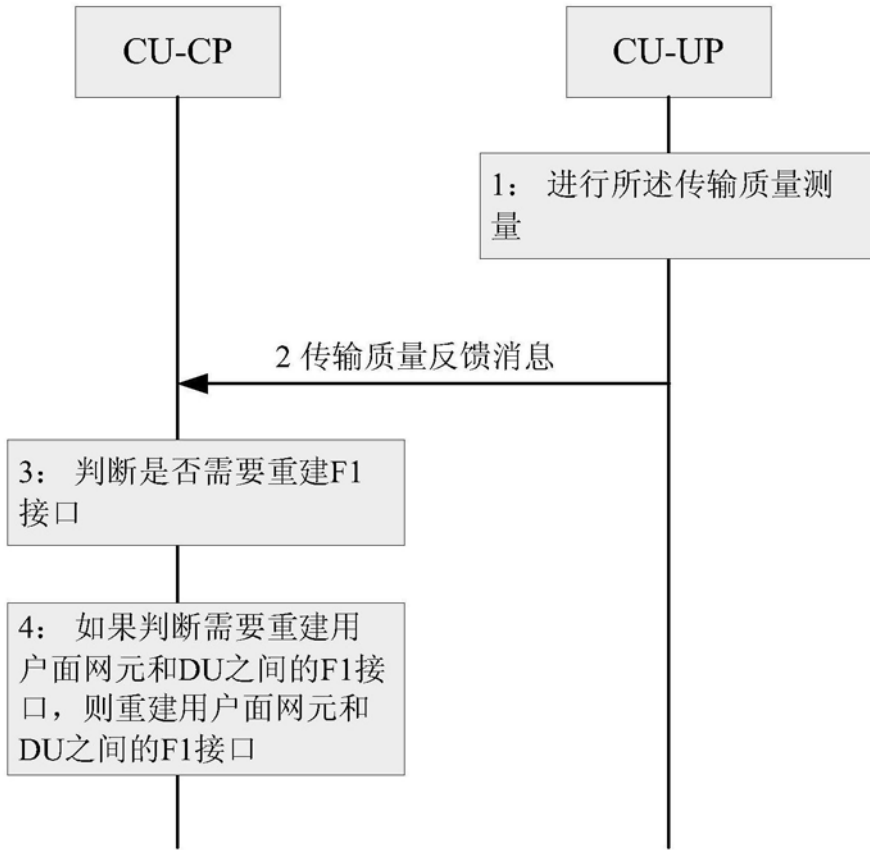 CU-CP
CU-UP
1： 进行所述传输质量测
量
2 传输质量反馈消息
3： 判断是否需要重建F1
接口
4： 如果判断需要重建用
户面网元和DU之间的F1接
口，则重建用户面网元和
DU之间的F1接口